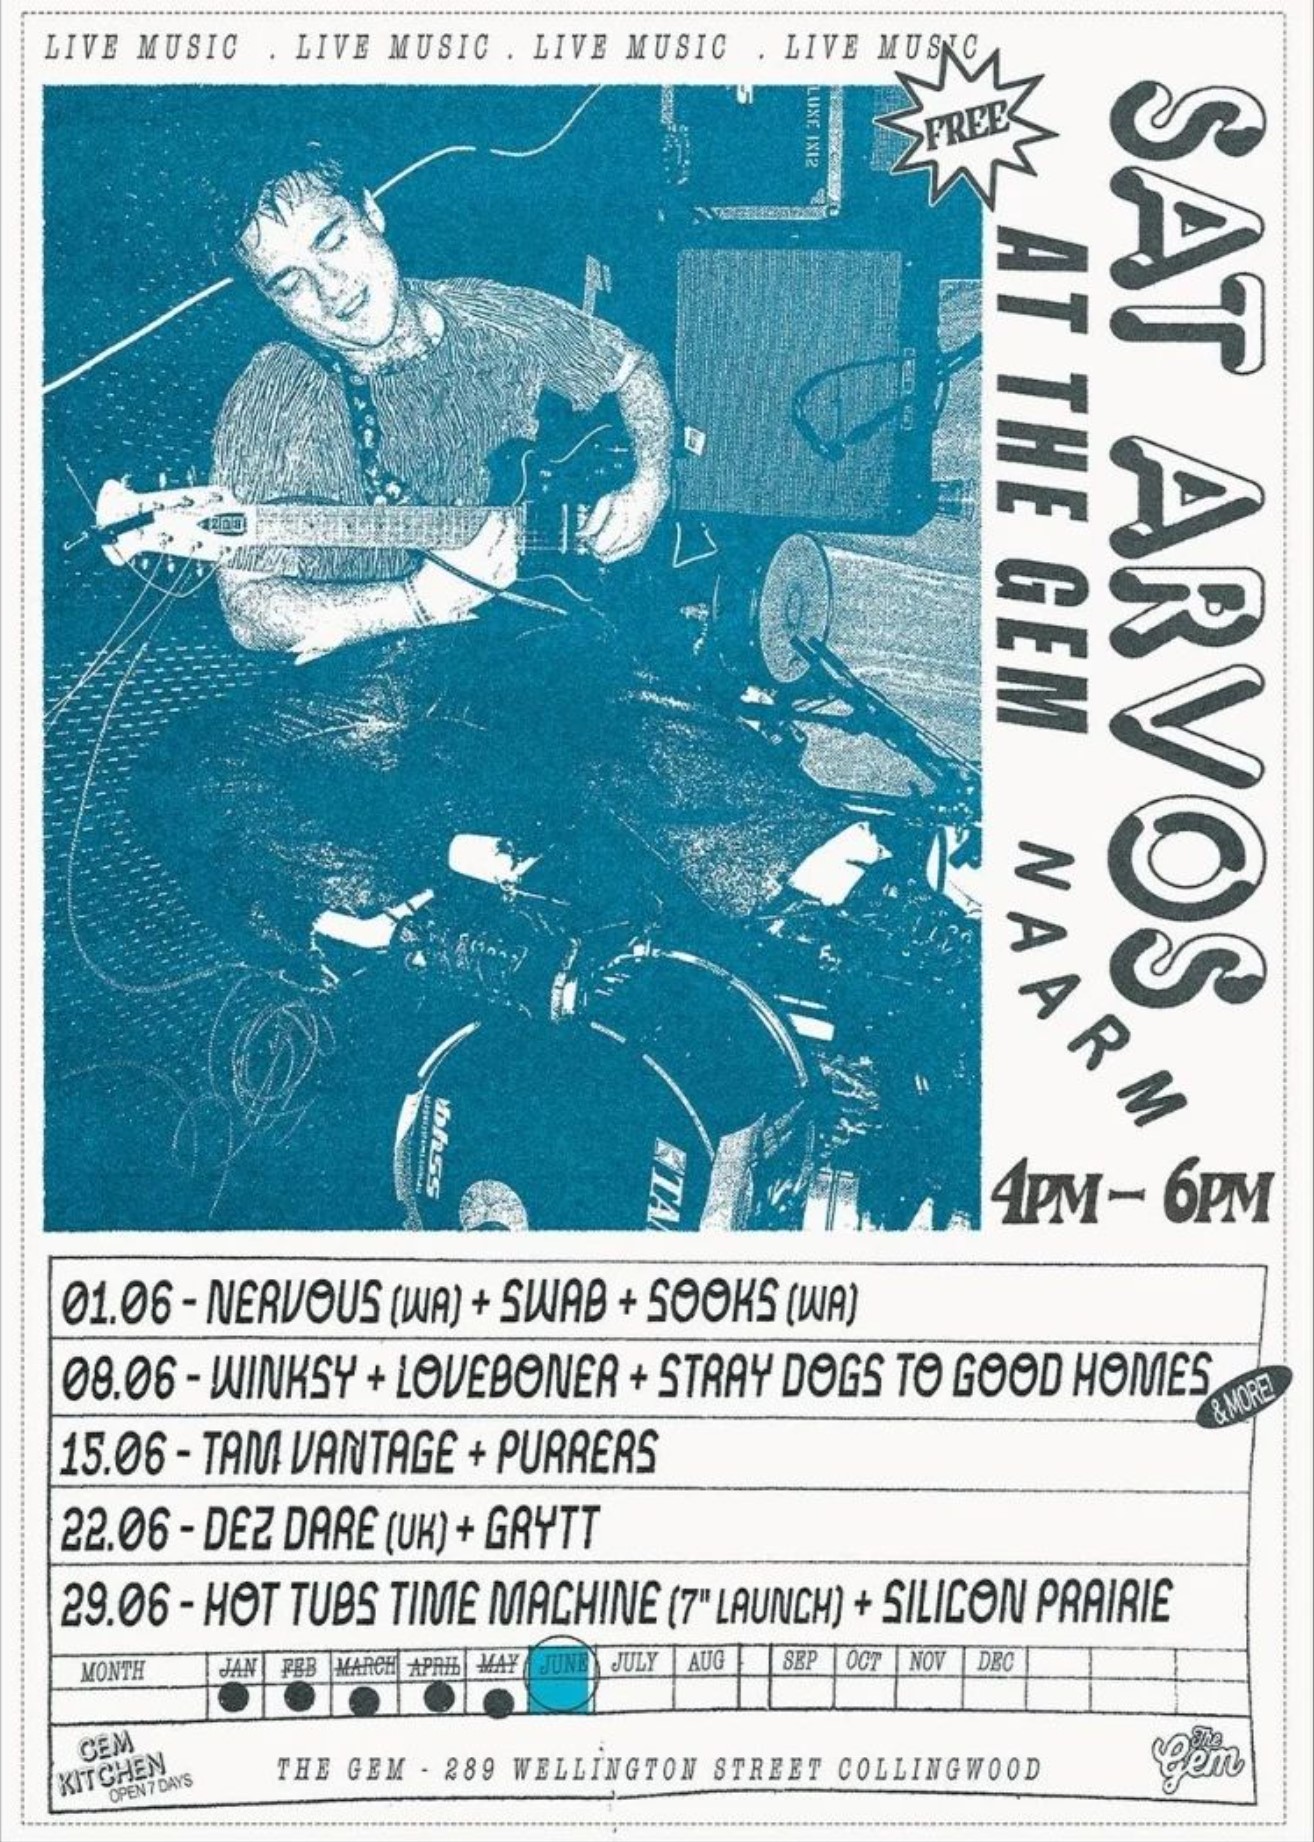 LIVE MUSIC . LIVE MUSIC . LIVE MUSIC . LIVE MUSIC
FREE
SAT ARVOS
AT THE GEM
NAARM
4PM - 6PM
LUXE 1X12
TAM
01.06 - NERVOUS (WA) + SWAB + SOOKS (WA)
08.06 - WINKSY + LOVEBONER + STRAY DOGS TO GOOD HOMES
& MORE!
15.06 - TAM VANTAGE + PURRERS
22.06 - DEZ DARE (UK) + GRYTT
29.06 - HOT TUBS TIME MACHINE (7" LAUNCH) + SILICON PRAIRIE
MONTH JAN FEB MARCH APRIL MAY JUNE JULY AUG SEP OCT NOV DEC
GEM
KITCHEN
OPEN 7 DAYS
THE GEM - 289 WELLINGTON STREET COLLINGWOOD
The
Gem